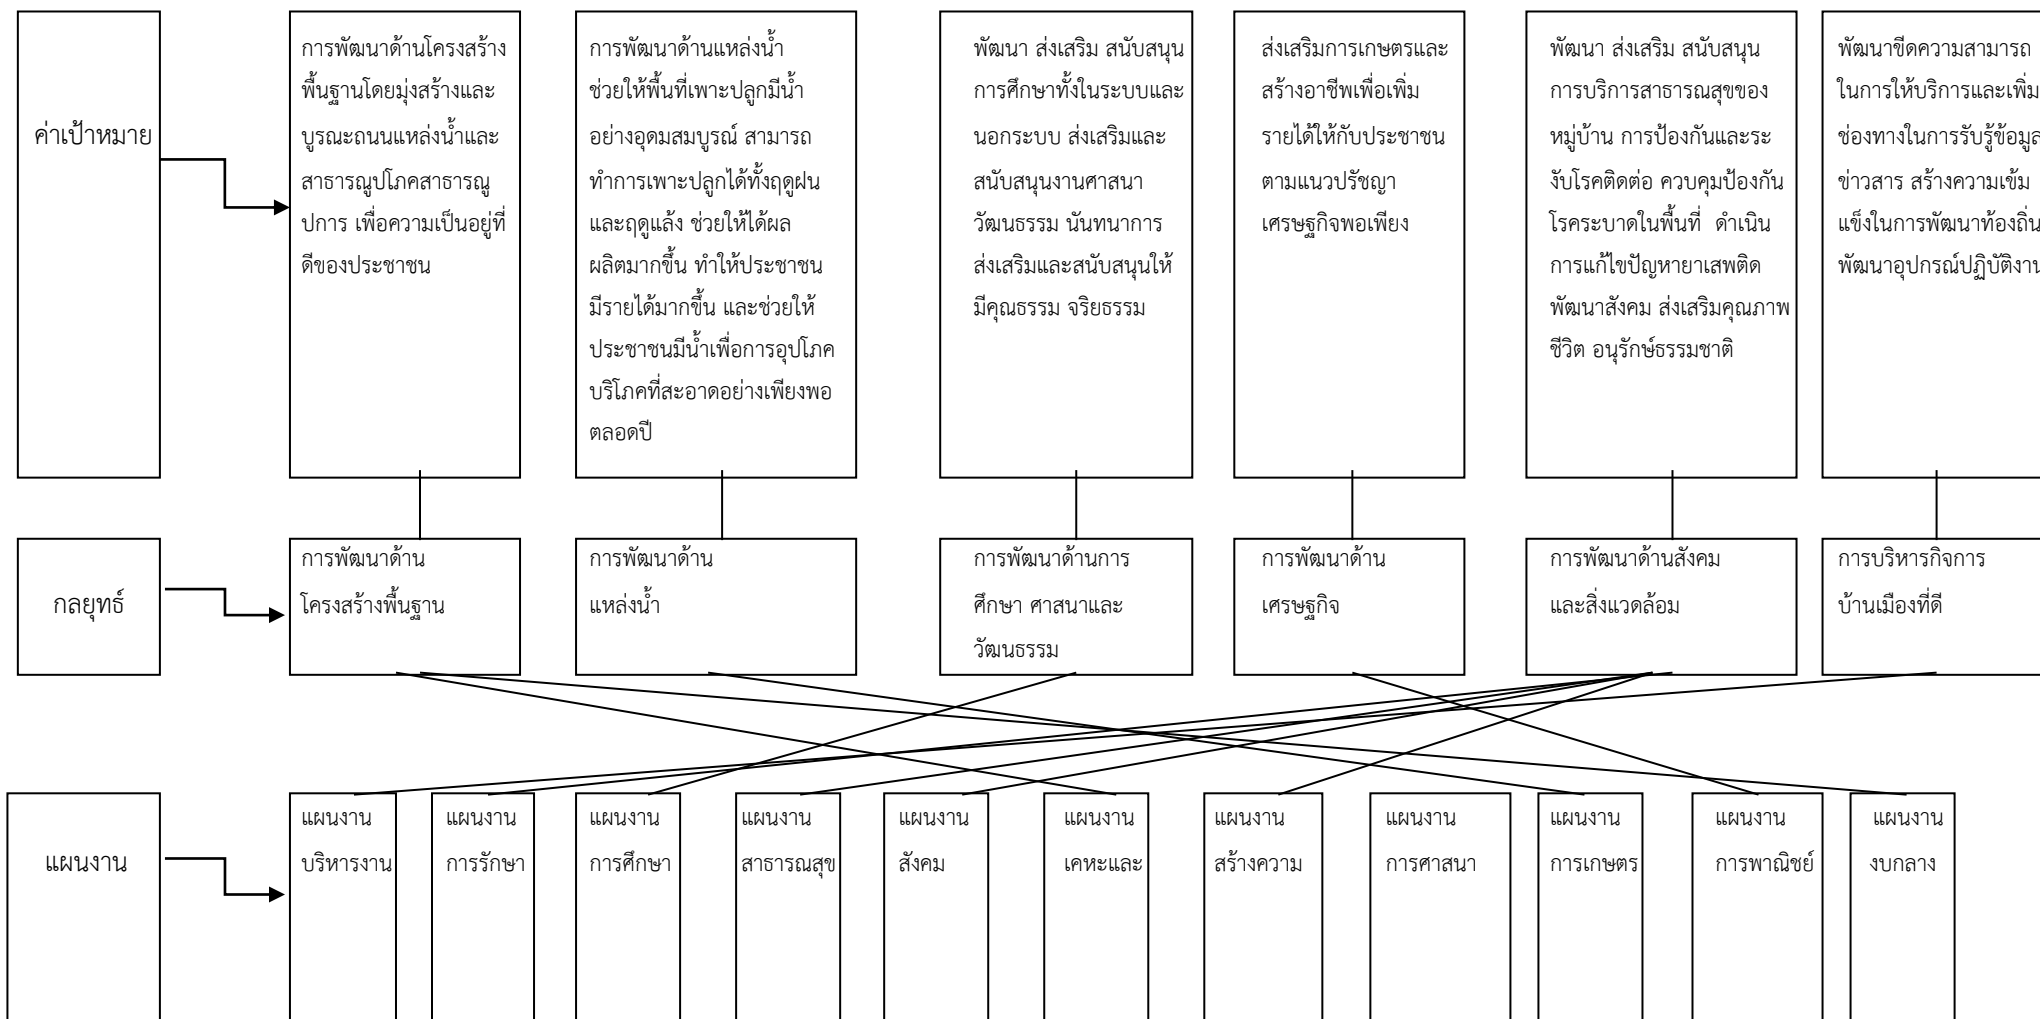 ค่าเป้าหมาย
การพัฒนาด้านโครงสร้าง
พื้นฐานโดยมุ่งสร้างและ
บูรณะถนนแหล่งน้ำและ
สาธารณูปโภคสาธารณู
ปการ เพื่อความเป็นอยู่ที่
ดีของประชาชน
การพัฒนาด้านแหล่งน้ำ
ช่วยให้พื้นที่เพาะปลูกมีน้ำ
อย่างอุดมสมบูรณ์ สามารถ
ทำการเพาะปลูกได้ทั้งฤดูฝน
และฤดูแล้ง ช่วยให้ได้ผล
ผลิตมากขึ้น ทำให้ประชาชน
มีรายได้มากขึ้น และช่วยให้
ประชาชนมีน้ำเพื่อการอุปโภค
บริโภคที่สะอาดอย่างเพียงพอ
ตลอดปี
พัฒนา ส่งเสริม สนับสนุน
การศึกษาทั้งในระบบและ
นอกระบบ ส่งเสริมและ
สนับสนุนงานศาสนา
วัฒนธรรม นันทนาการ
ส่งเสริมและสนับสนุนให้
มีคุณธรรม จริยธรรม
ส่งเสริมการเกษตรและ
สร้างอาชีพเพื่อเพิ่ม
รายได้ให้กับประชาชน
ตามแนวปรัชญา
เศรษฐกิจพอเพียง
พัฒนา ส่งเสริม สนับสนุน
การบริการสาธารณสุขของ
หมู่บ้าน การป้องกันและระ
งับโรคติดต่อ ควบคุมป้องกัน
โรคระบาดในพื้นที่ ดำเนิน
การแก้ไขปัญหายาเสพติด
พัฒนาสังคม ส่งเสริมคุณภาพ
ชีวิต อนุรักษ์ธรรมชาติ
พัฒนาขีดความสามารถ
ในการให้บริการและเพิ่ม
ช่องทางในการรับรู้ข้อมูล
ข่าวสาร สร้างความเข้ม
แข็งในการพัฒนาท้องถิ่น
พัฒนาอุปกรณ์ปฏิบัติงาน
กลยุทธ์
การพัฒนาด้าน
โครงสร้างพื้นฐาน
การพัฒนาด้าน
แหล่งน้ำ
การพัฒนาด้านการ
ศึกษา ศาสนาและ
วัฒนธรรม
การพัฒนาด้าน
เศรษฐกิจ
การพัฒนาด้านสังคม
และสิ่งแวดล้อม
การบริหารกิจการ
บ้านเมืองที่ดี
แผนงาน
แผนงาน
บริหารงาน
แผนงาน
การรักษา
แผนงาน
การศึกษา
แผนงาน
สาธารณสุข
แผนงาน
สังคม
แผนงาน
เคหะและ
แผนงาน
สร้างความ
แผนงาน
การศาสนา
แผนงาน
การเกษตร
แผนงาน
การพาณิชย์
แผนงาน
งบกลาง